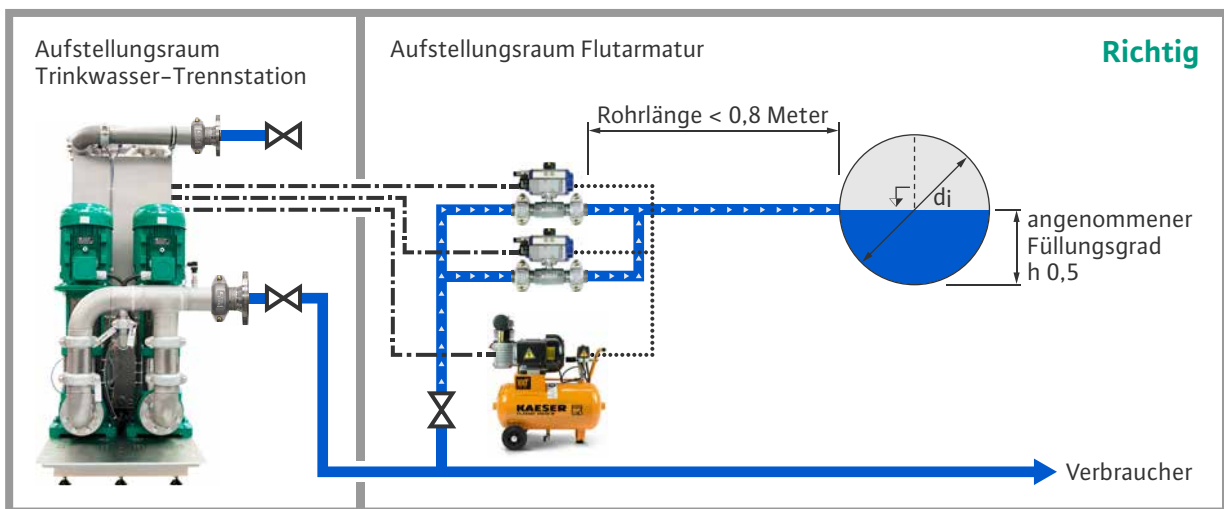 Aufstellungsraum
Trinkwasser-Trennstation
Aufstellungsraum Flutarmatur
Richtig
Rohrlänge < 0,8 Meter
di
angenommener
Füllungsgrad
h 0,5
KAESER
Verbraucher